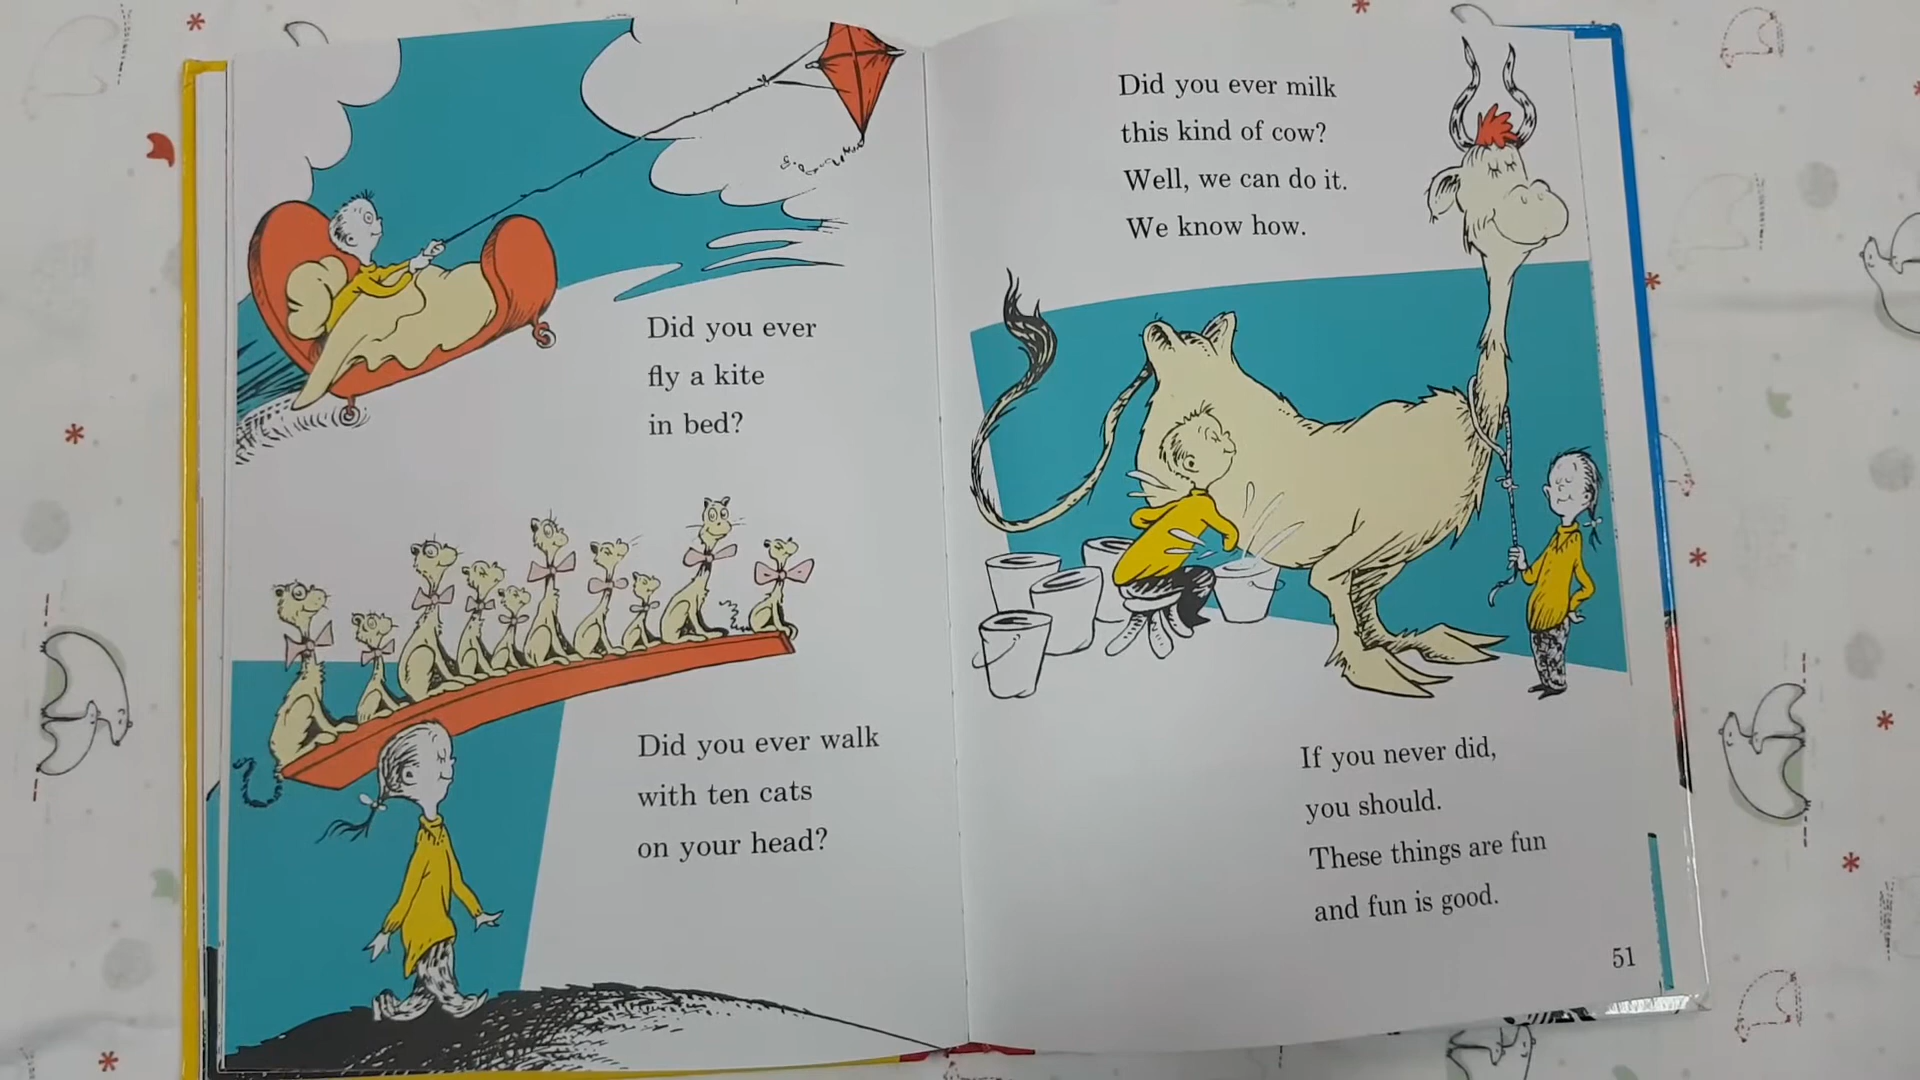 Did you ever
fly a kite
in bed?
Did you ever walk
with ten cats
on your head?
Did you ever milk
this kind of cow?
Well, we can do it.
We know how.
If you never did,
you should.
These things are fun
and fun is good.
51